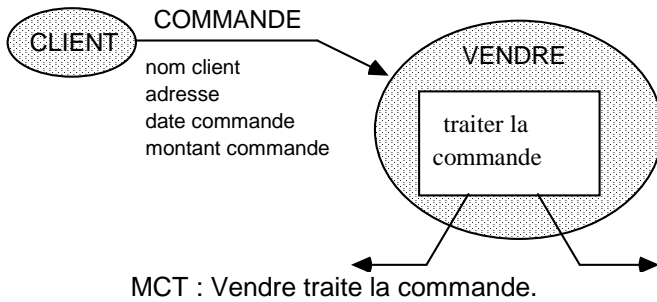 COMMANDE
CLIENT
VENDRE
nom client
adresse
date commande
montant commande
traiter la
commande
MCT : Vendre traite la commande.